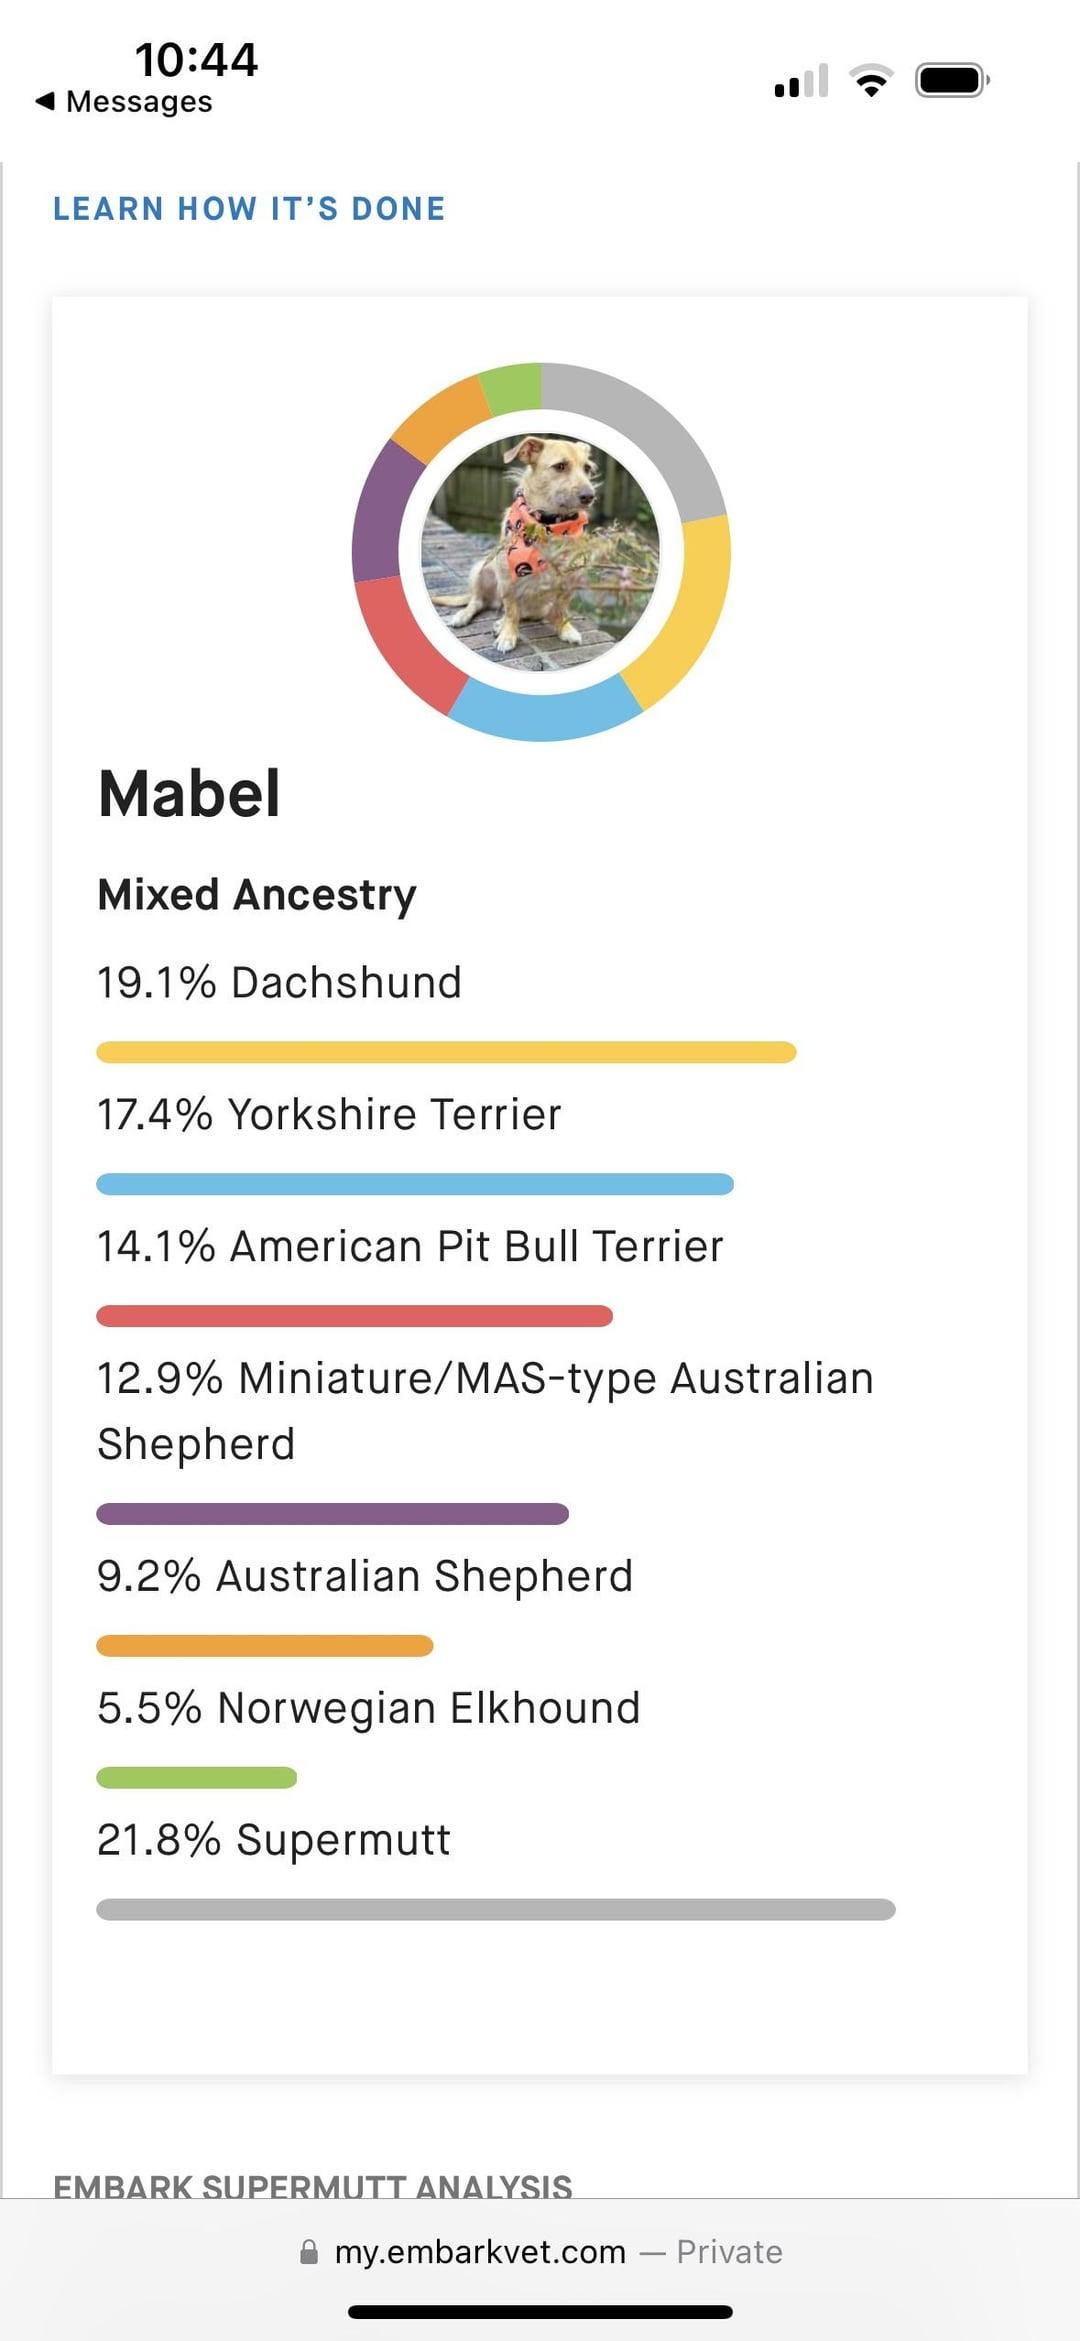 10:44
◀ Messages
LEARN HOW IT'S DONE
Mabel
Mixed Ancestry
19.1% Dachshund
17.4% Yorkshire Terrier
14.1% American Pit Bull Terrier
12.9% Miniature/MAS-type Australian
Shepherd
9.2% Australian Shepherd
5.5% Norwegian Elkhound
21.8% Supermutt
EMBARK SUPERMUTT ANALYSIS
my.embarkvet.com — Private